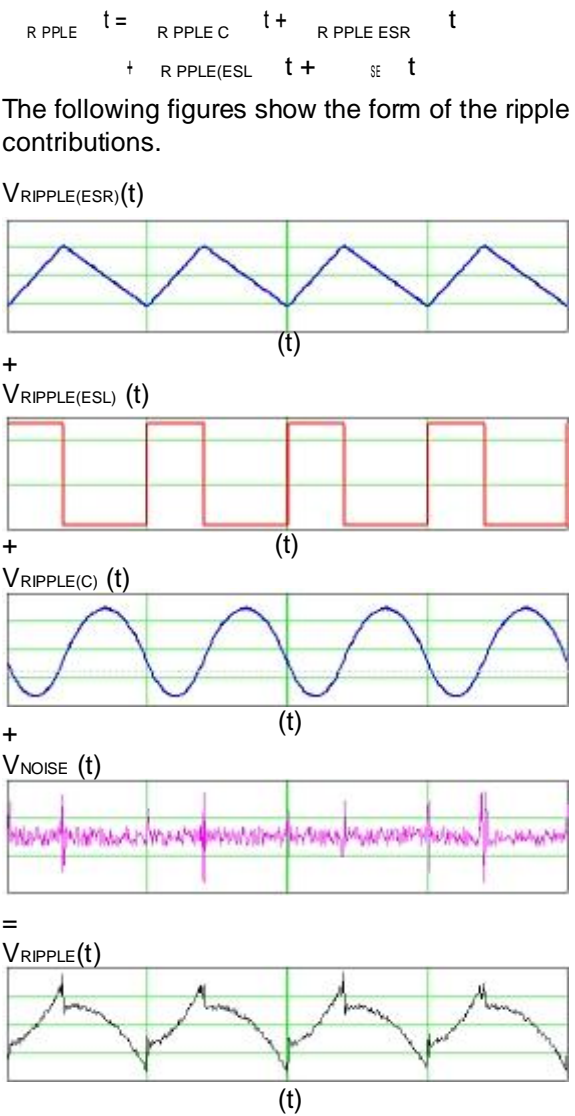 R PPLE t = R PPLE C t + R PPLE ESR t
+ R PPLE(ESL t + SE t
The following figures show the form of the ripple
contributions.
VRIPPLE(ESR)(t)
(t)
+
VRIPPLE(ESL) (t)
(t)
+
VRIPPLE(C) (t)
(t)
+
VNOISE (t)
=
VRIPPLE(t)
(t)